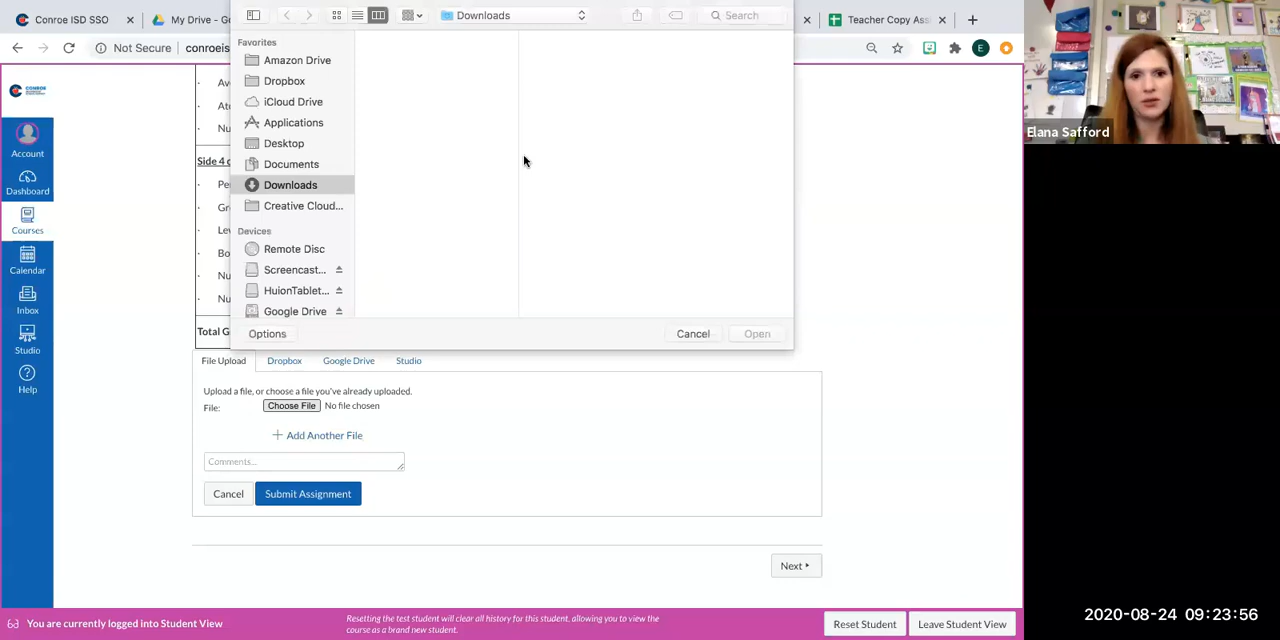 Conroe ISD SSO
My Drive - Go
Downloads
Search
Teacher Copy Ass
Not Secure
conroeis
E
CONROE
Account
Dashboard
Courses
Calendar
Inbox
Studio
Help
Favorites
Amazon Drive
Dropbox
iCloud Drive
Applications
Desktop
Documents
Downloads
Creative Cloud...
Devices
Remote Disc
Screencast...
HuionTablet...
Google Drive
Options
Cancel
Open
Side 4
Total G
File Upload
Dropbox
Google Drive
Studio
Upload a file, or choose a file you've already uploaded.
File:
Choose File
No file chosen
Add Another File
Comments...
Cancel
Submit Assignment
Next
You are currently logged into Student View
Resetting the test student will clear all history for this student, allowing you to view the
course as a brand new student.
Reset Student
Leave Student View
Elana Safford
2020-08-24 09:23:56